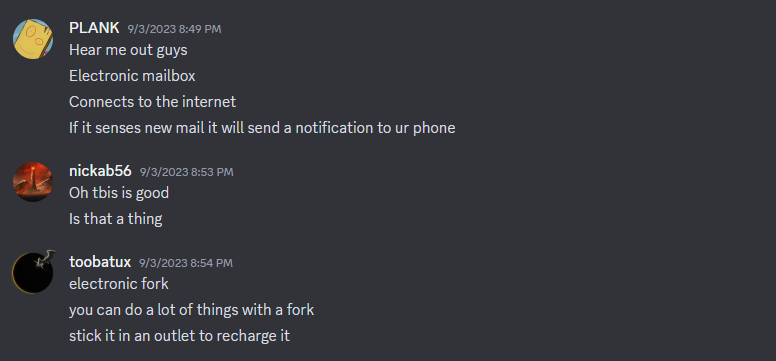 PLANK 9/3/2023 8:49 PM
Hear me out guys
Electronic mailbox
Connects to the internet
If it senses new mail it will send a notification to ur phone
nickab56 9/3/2023 8:53 PM
Oh tbis is good
Is that a thing
toobatux 9/3/2023 8:54 PM
electronic fork
you can do a lot of things with a fork
stick it in an outlet to recharge it